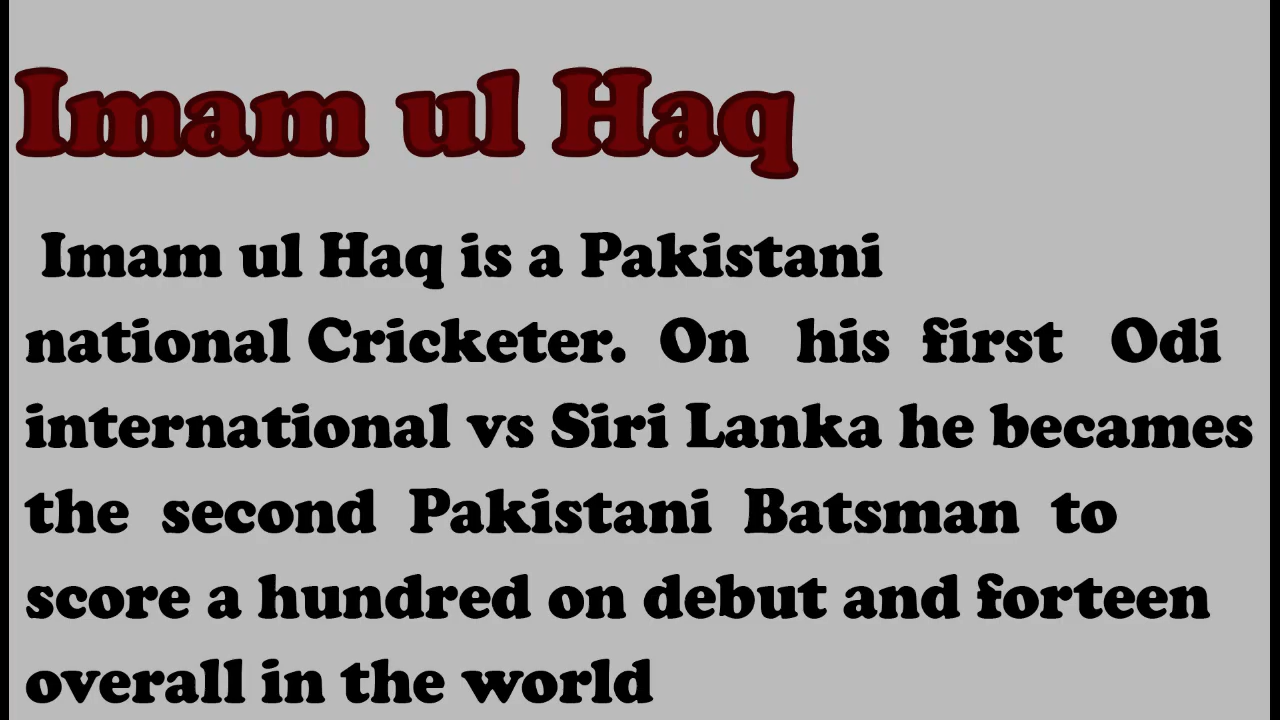 Imam ul Haq
Imam ul Haq is a Pakistani
national Cricketer. On his first Odi
international vs Siri Lanka he becames
the second Pakistani Batsman to
score a hundred on debut and forteen
overall in the world